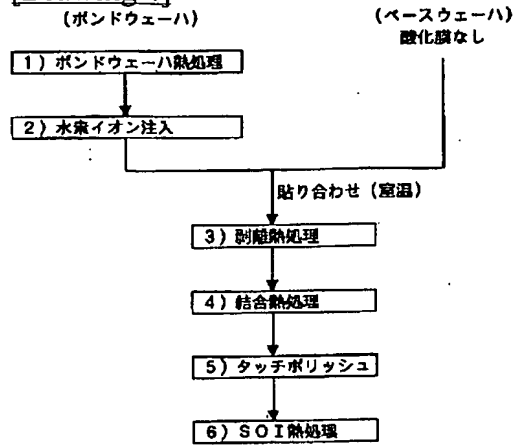 (ボンドウェーハ)
(ベースウェーハ)
酸化膜なし
1)ボンドウェーハ熱処理
2)水素イオン注入
貼り合わせ(室温)
3)剥離熱処理
4)結合熱処理
5)タッチポリッシュ
6)SOI熱処理